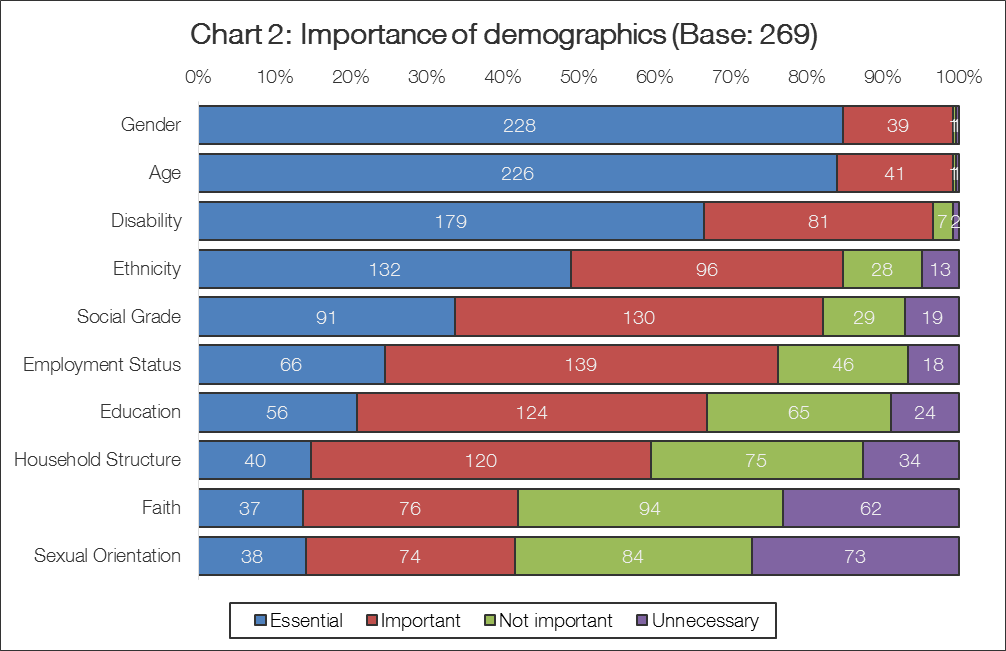 Chart 2: Importance of demographics (Base: 269)
0% 10% 20% 30% 40% 50% 60% 70% 80% 90% 100%
Gender 228 39 1 1
Age 226 41 1 1
Disability 179 81 7 2
Ethnicity 132 96 28 13
Social Grade 91 130 29 19
Employment Status 66 139 46 18
Education 56 124 65 24
Household Structure 40 120 75 34
Faith 37 76 94 62
Sexual Orientation 38 74 84 73
Essential Important Not important Unnecessary